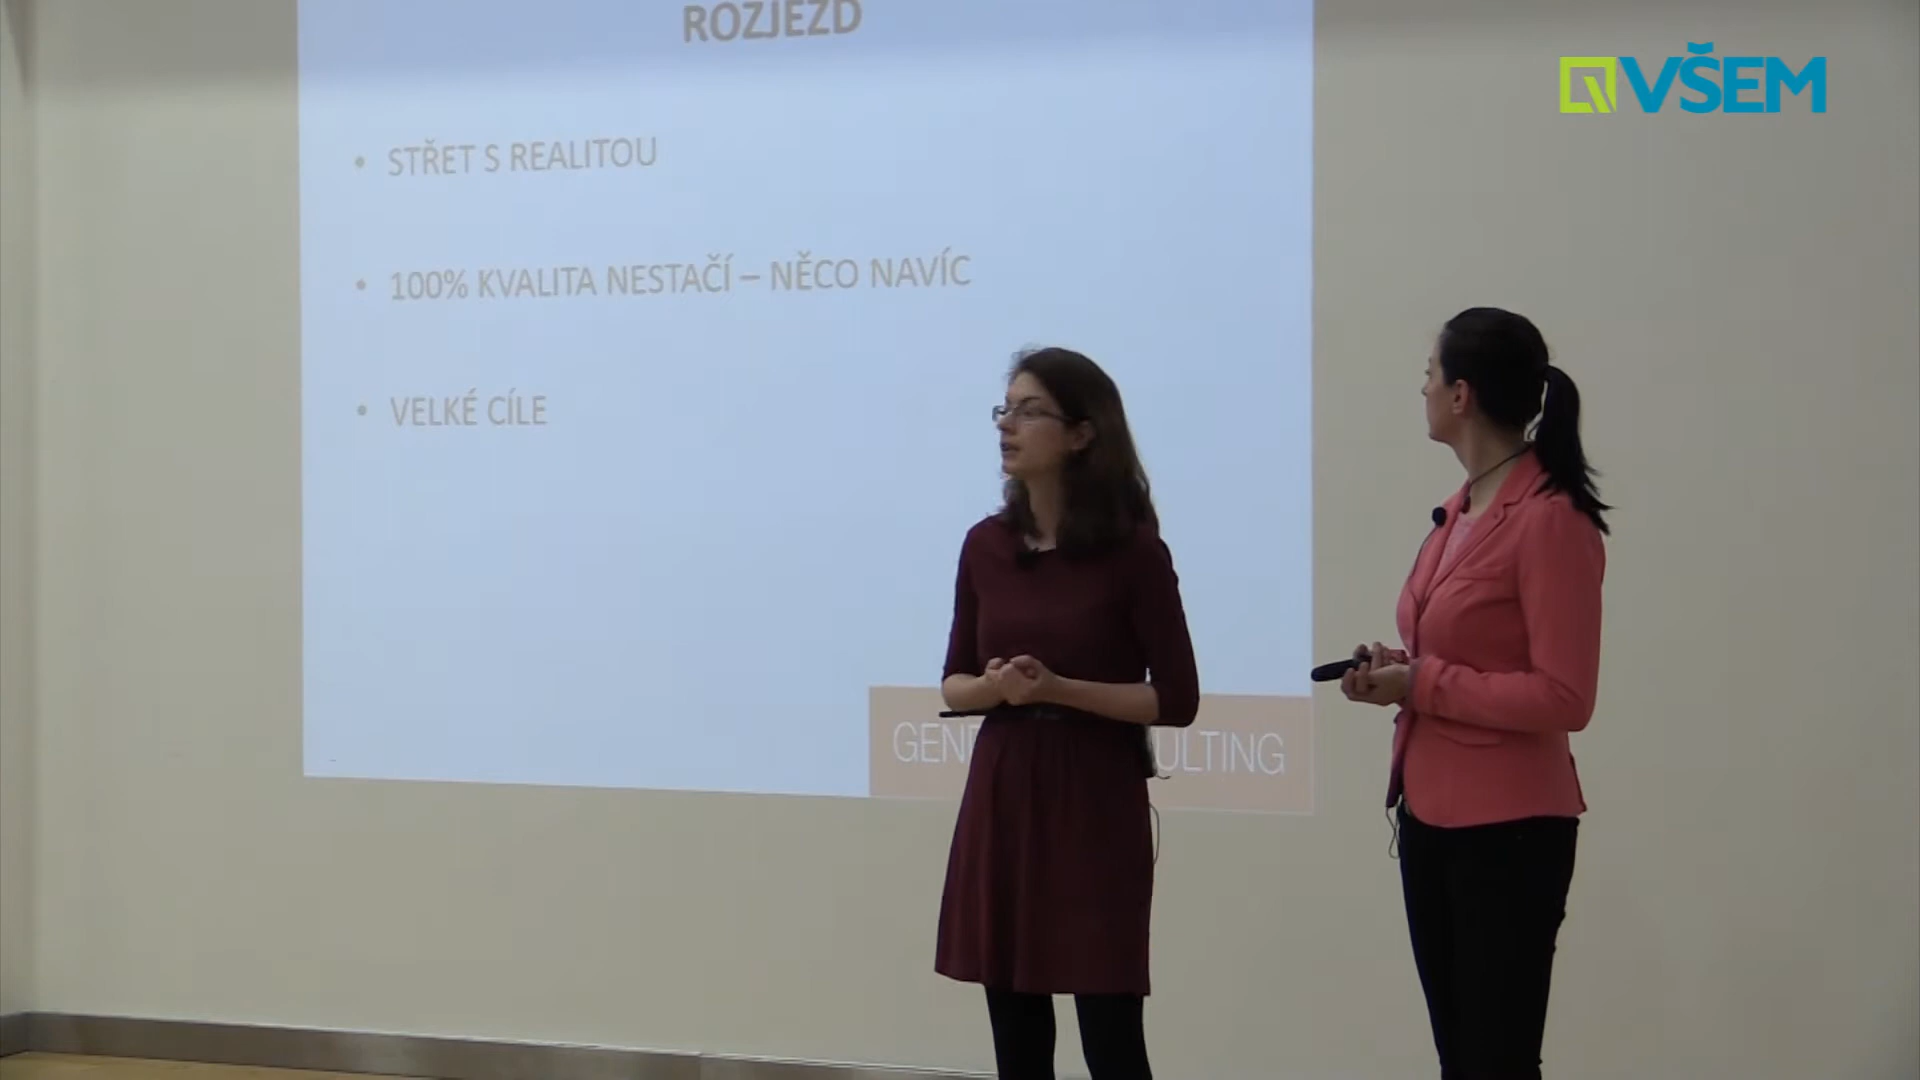 ROZJEZD
VŠEM
• STŘET S REALITOU
• 100% KVALITA NESTAČÍ – NĚCO NAVÍC
• VELKÉ CÍLE